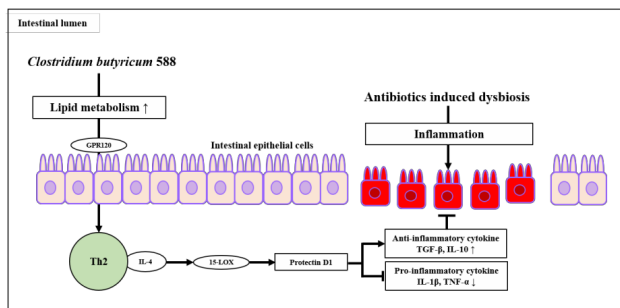 Intestinal lumen
Clostridium butyricum 588
Lipid metabolism ↑
GPR120
Intestinal epithelial cells
Antibiotics induced dysbiosis
Inflammation
Th2
IL-4
15-LOX
Protectin D1
Anti-inflammatory cytokine
TGF-β, IL-10 ↑
Pro-inflammatory cytokine
IL-1β, TNF-α ↓